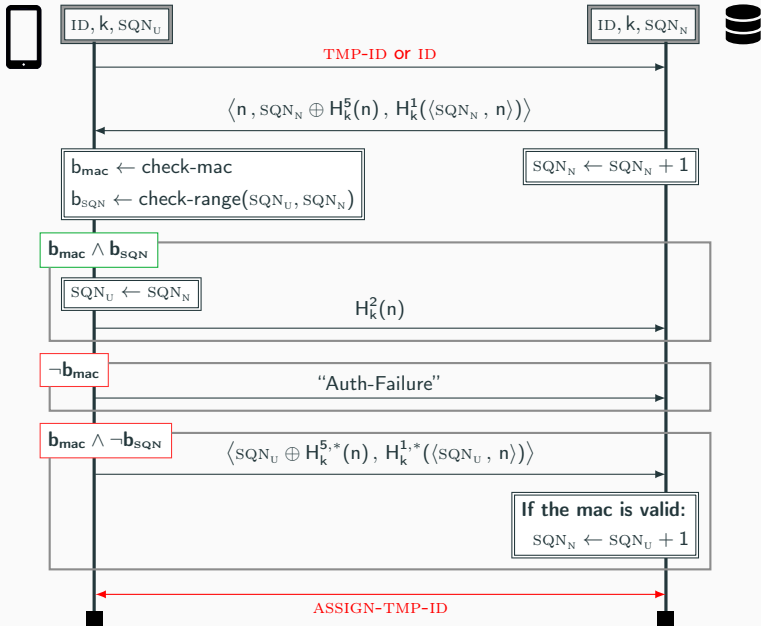 ID, k, SQN_U
ID, k, SQN_N
TMP-ID or ID
⟨n , SQN_N ⊕ H_k^5(n) , H_k^1(⟨SQN_N , n⟩)⟩
b_mac ← check-mac
b_SQN ← check-range(SQN_U, SQN_N)
SQN_N ← SQN_N + 1
b_mac ∧ b_SQN
SQN_U ← SQN_N
H_k^2(n)
¬b_mac
“Auth-Failure”
b_mac ∧ ¬b_SQN
⟨SQN_U ⊕ H_k^{5,*}(n) , H_k^{1,*}(⟨SQN_U , n⟩)⟩
If the mac is valid:
SQN_N ← SQN_U + 1
ASSIGN-TMP-ID